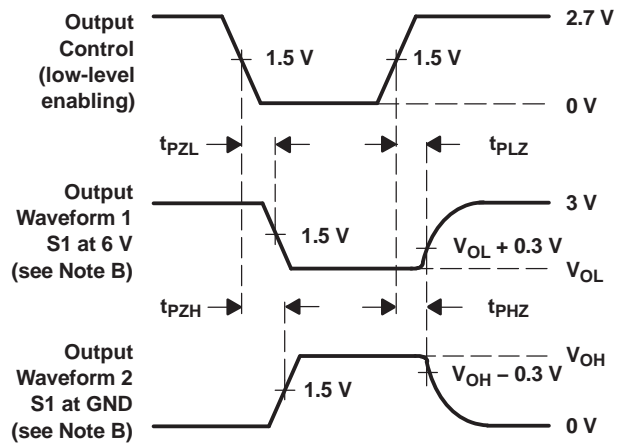 Output
Control
(low-level
enabling)
2.7 V
1.5 V
1.5 V
0 V
tPZL
tPLZ
Output
Waveform 1
S1 at 6 V
(see Note B)
3 V
1.5 V
VOL + 0.3 V
VOL
tPZH
tPHZ
Output
Waveform 2
S1 at GND
(see Note B)
VOH
1.5 V
VOH – 0.3 V
0 V